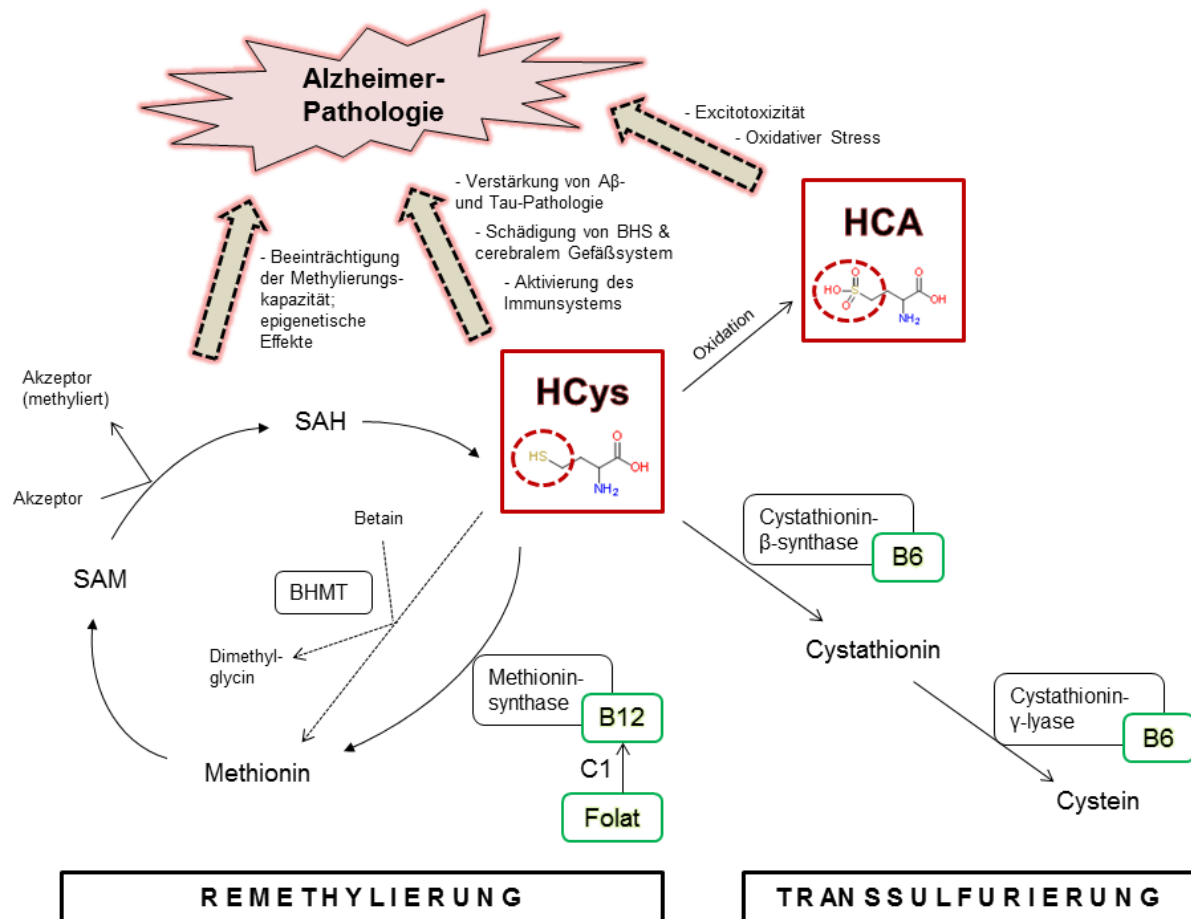 Alzheimer-
Pathologie
- Excitotoxizität
- Oxidativer Stress
- Verstärkung von Aβ-
und Tau-Pathologie
- Schädigung von BHS &
cerebralem Gefäßsystem
- Aktivierung des
Immunsystems
- Beeinträchtigung
der Methylierungs-
kapazität;
epigenetische
Effekte
HCA
O
HO
S
O
O
OH
NH2
Oxidation
HCys
HS
O
OH
NH2
Akzeptor
(methyliert)
SAH
Akzeptor
SAM
Betain
BHMT
Dimethyl-
glycin
Methionin-
synthase
B12
C1
Folat
Methionin
Cystathionin-
β-synthase
B6
Cystathionin
Cystathionin-
γ-lyase
B6
Cystein
REMETHYLIERUNG
TRANSSULFURIERUNG